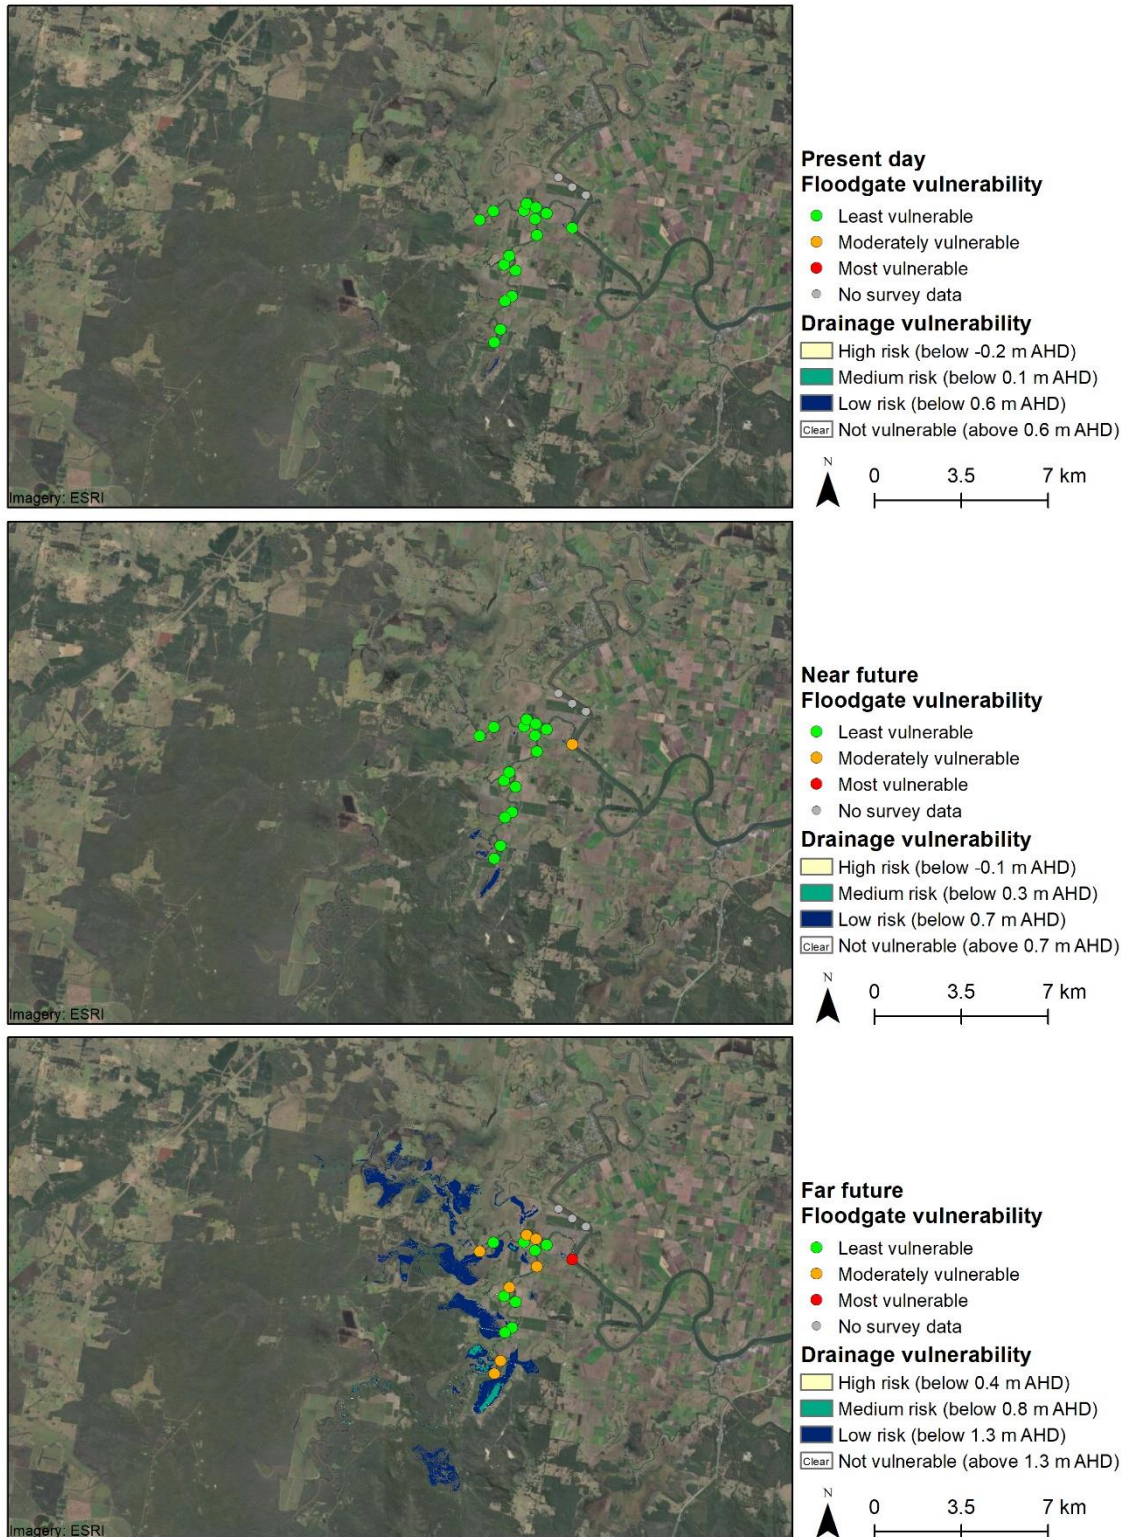 Present day
Floodgate vulnerability
Least vulnerable
Moderately vulnerable
Most vulnerable
No survey data
Drainage vulnerability
High risk (below -0.2 m AHD)
Medium risk (below 0.1 m AHD)
Low risk (below 0.6 m AHD)
Clear Not vulnerable (above 0.6 m AHD)
N
0 3.5 7 km
Imagery: ESRI
Near future
Floodgate vulnerability
Least vulnerable
Moderately vulnerable
Most vulnerable
No survey data
Drainage vulnerability
High risk (below -0.1 m AHD)
Medium risk (below 0.3 m AHD)
Low risk (below 0.7 m AHD)
Clear Not vulnerable (above 0.7 m AHD)
N
0 3.5 7 km
Imagery: ESRI
Far future
Floodgate vulnerability
Least vulnerable
Moderately vulnerable
Most vulnerable
No survey data
Drainage vulnerability
High risk (below 0.4 m AHD)
Medium risk (below 0.8 m AHD)
Low risk (below 1.3 m AHD)
Clear Not vulnerable (above 1.3 m AHD)
N
0 3.5 7 km
Imagery: ESRI